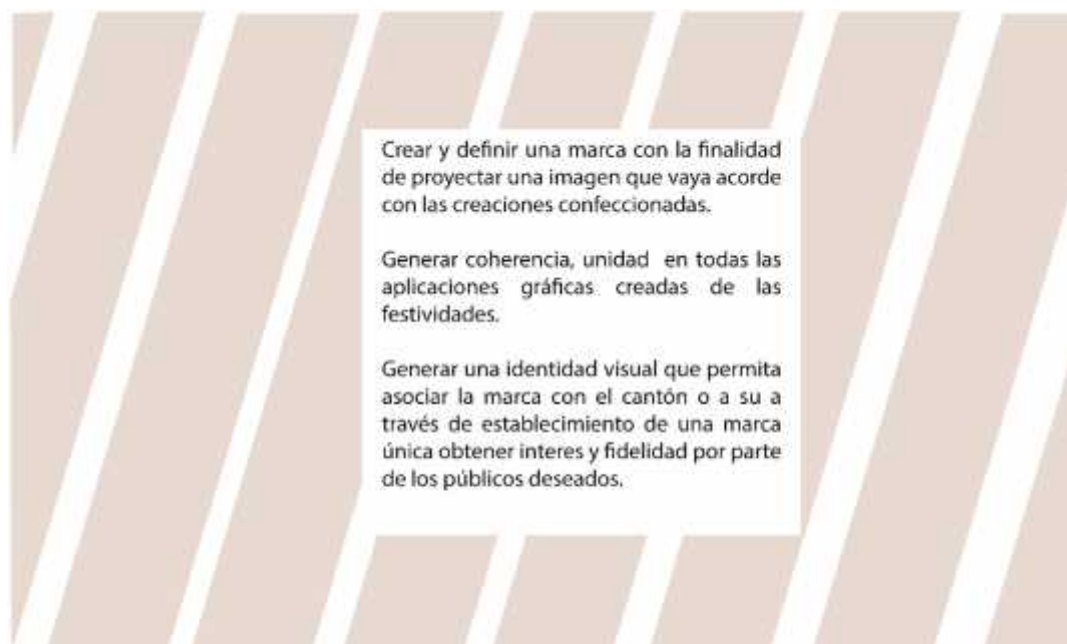 Crear y definir una marca con la finalidad
de proyectar una imagen que vaya acorde
con las creaciones confeccionadas.
Generar coherencia, unidad en todas las
aplicaciones gráficas creadas de las
festividades.
Generar una identidad visual que permita
asociar la marca con el cantón o a su a
través de establecimiento de una marca
única obtener interes y fidelidad por parte
de los públicos deseados.